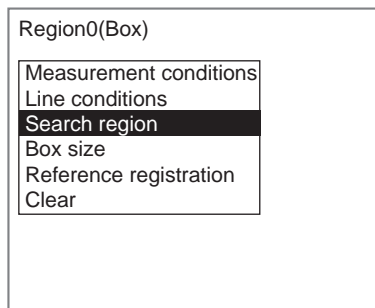 Region0(Box)
Measurement conditions
Line conditions
Search region
Box size
Reference registration
Clear